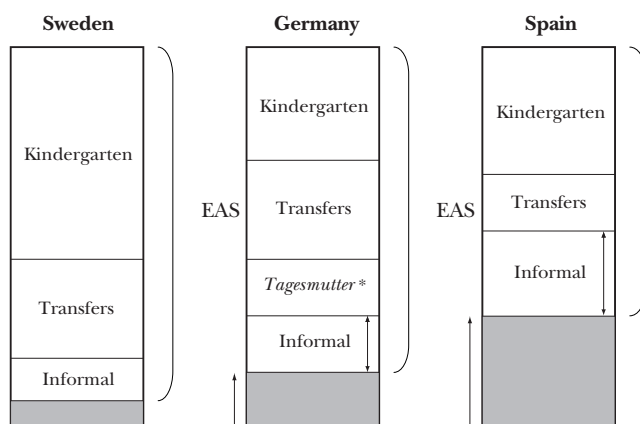 Sweden
Kindergarten
Transfers
Informal
EAS
Germany
Kindergarten
Transfers
Tagesmutter *
Informal
EAS
Spain
Kindergarten
Transfers
Informal